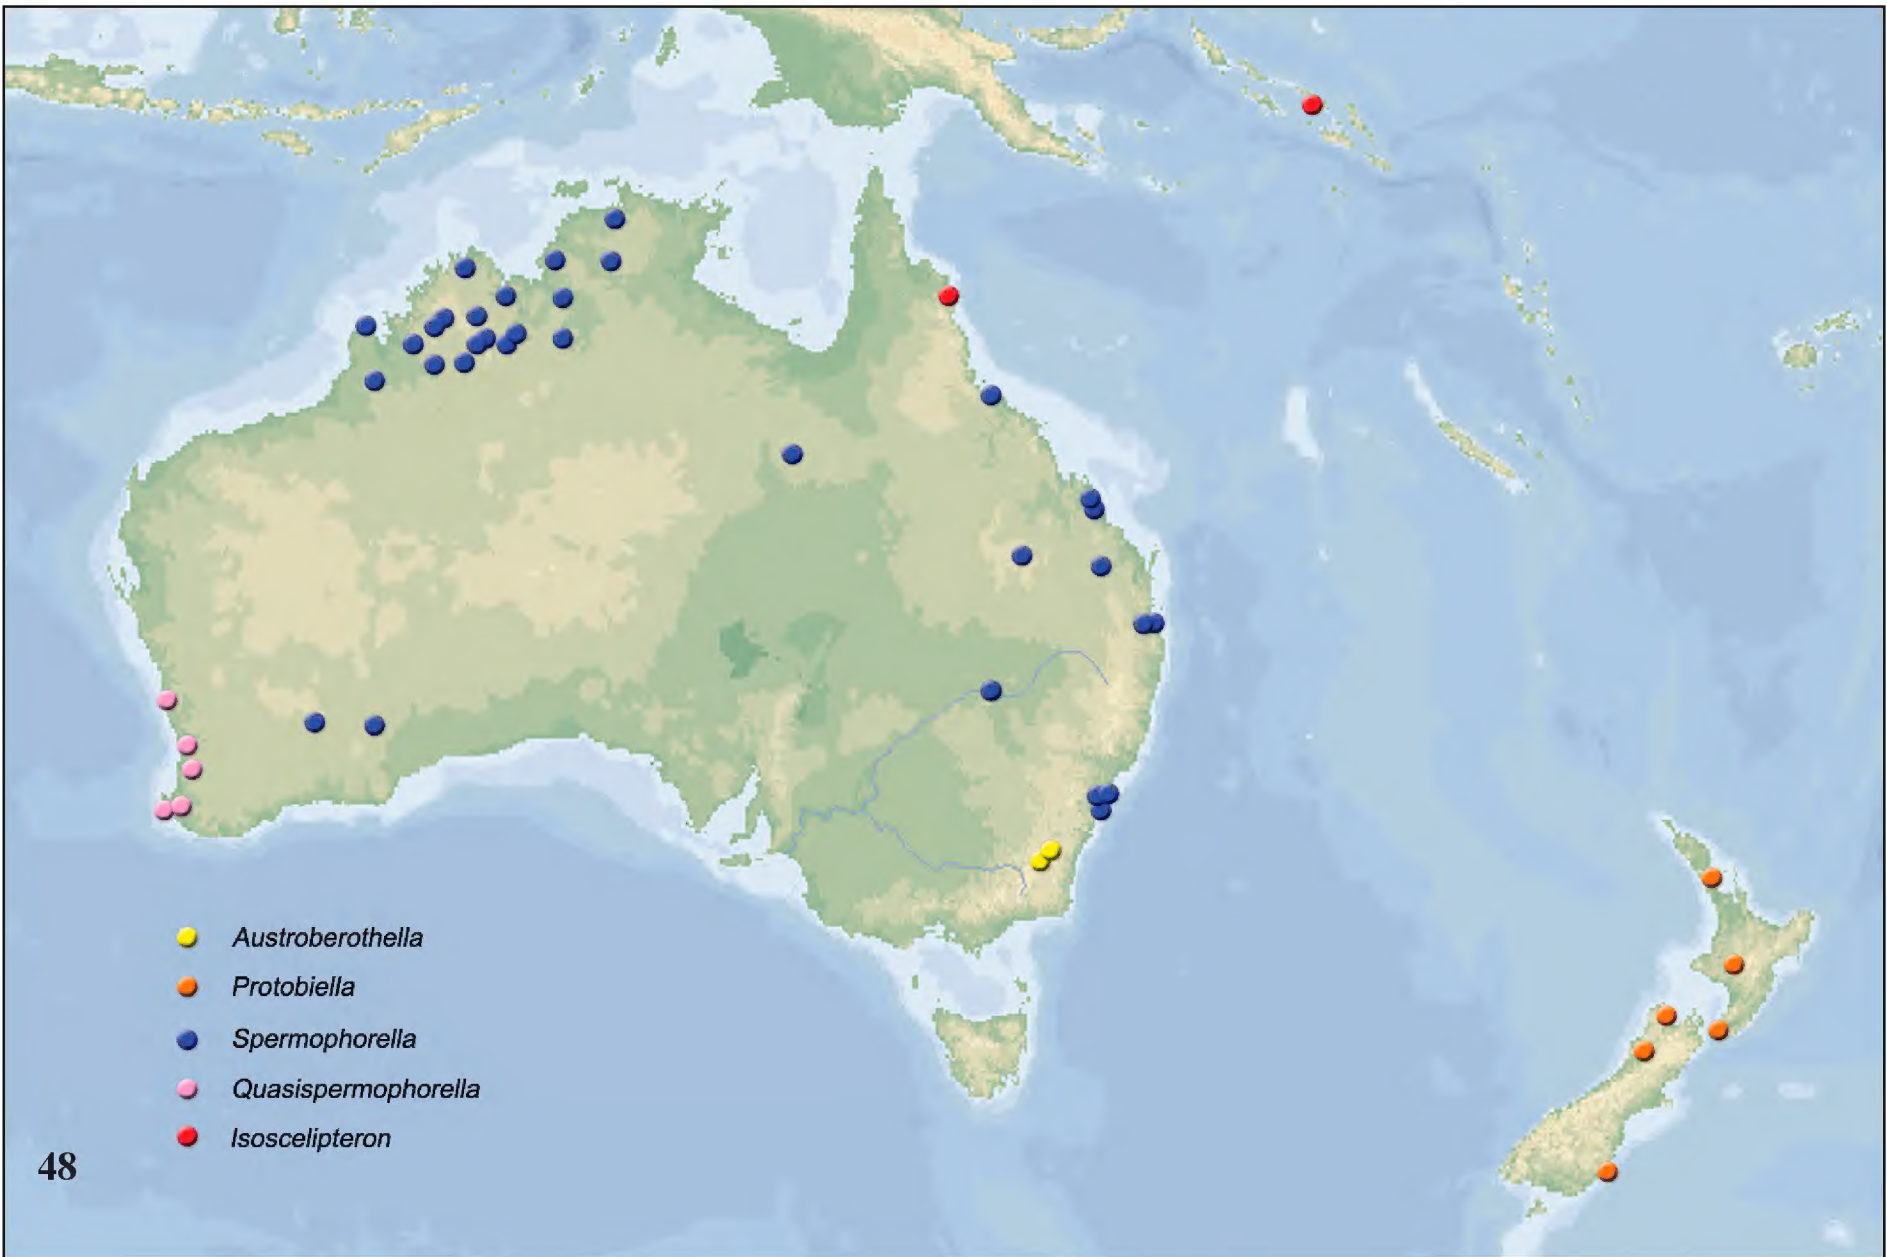 Austroberothella
Protobiella
Spermophorella
Quasispermophorella
Isoscelipteron
48